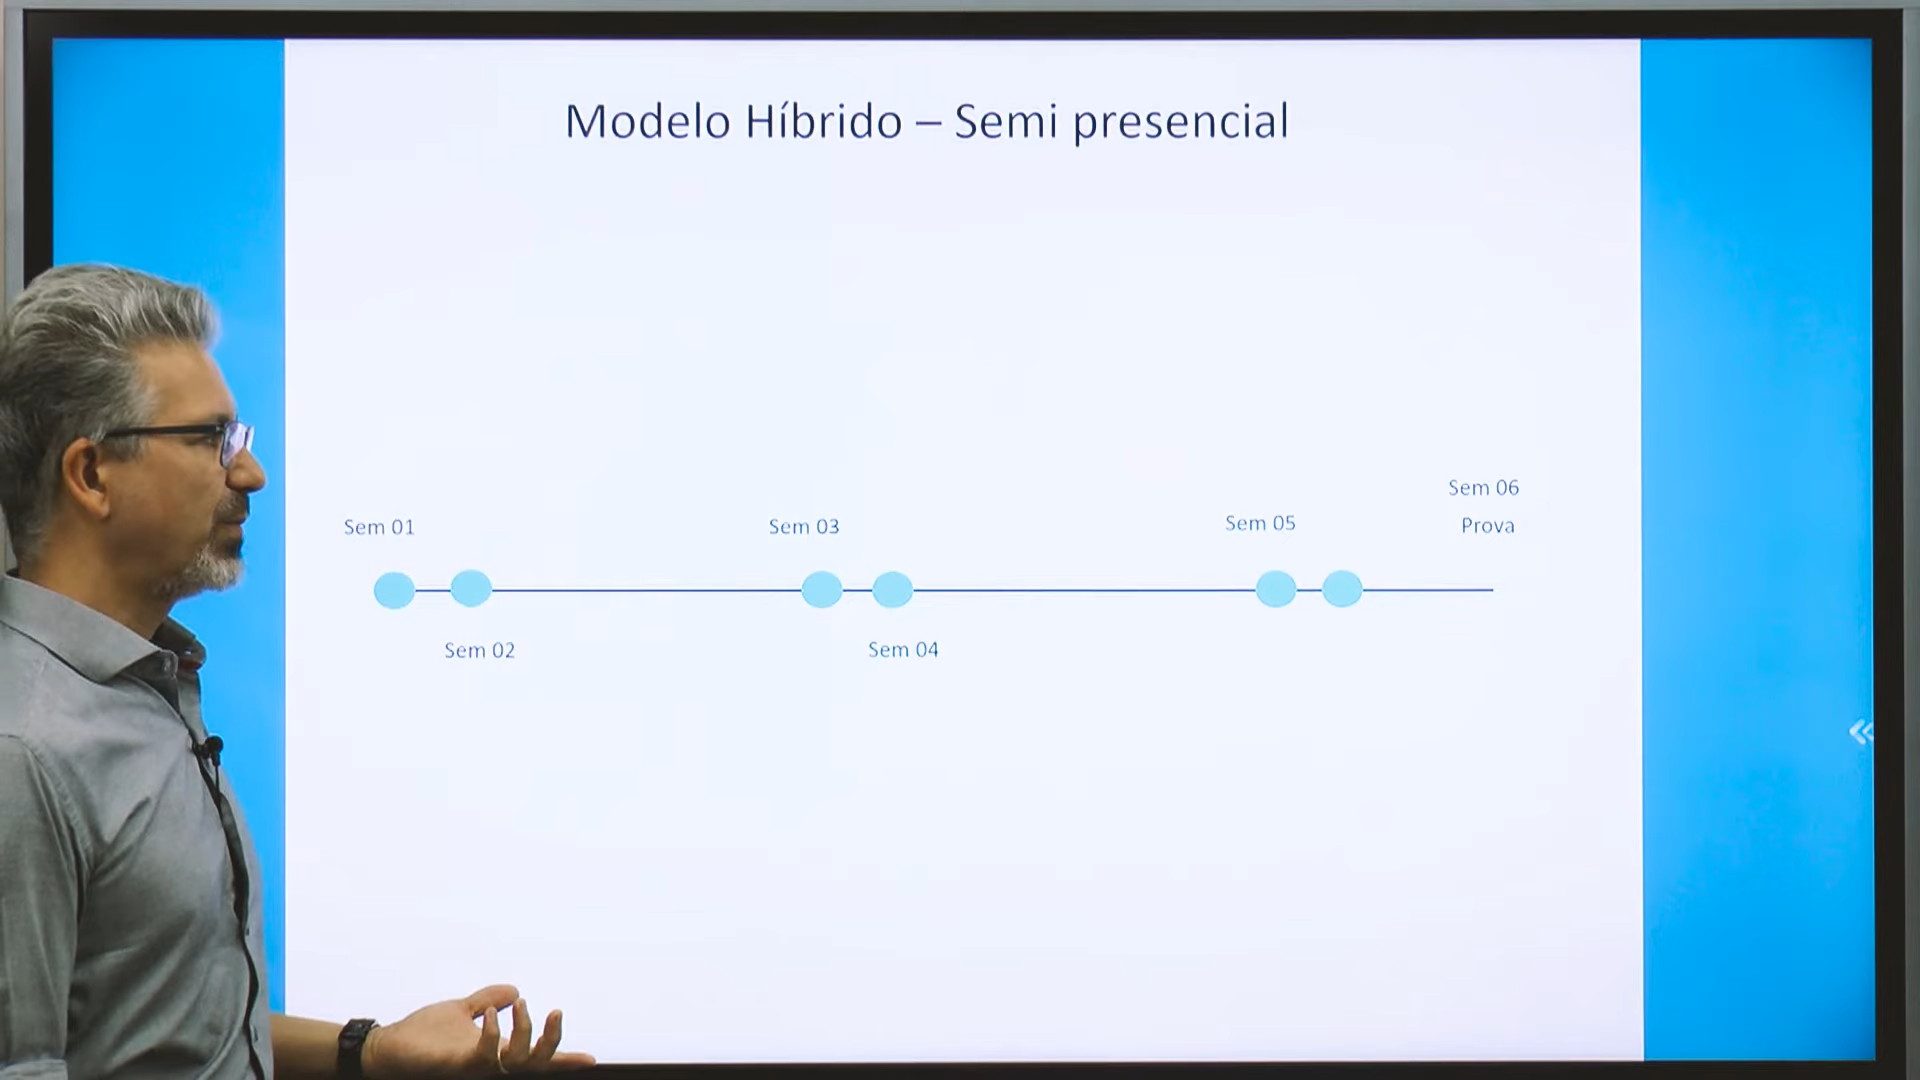 Modelo Híbrido – Semi presencial
Sem 01
Sem 02
Sem 03
Sem 04
Sem 05
Sem 06
Prova